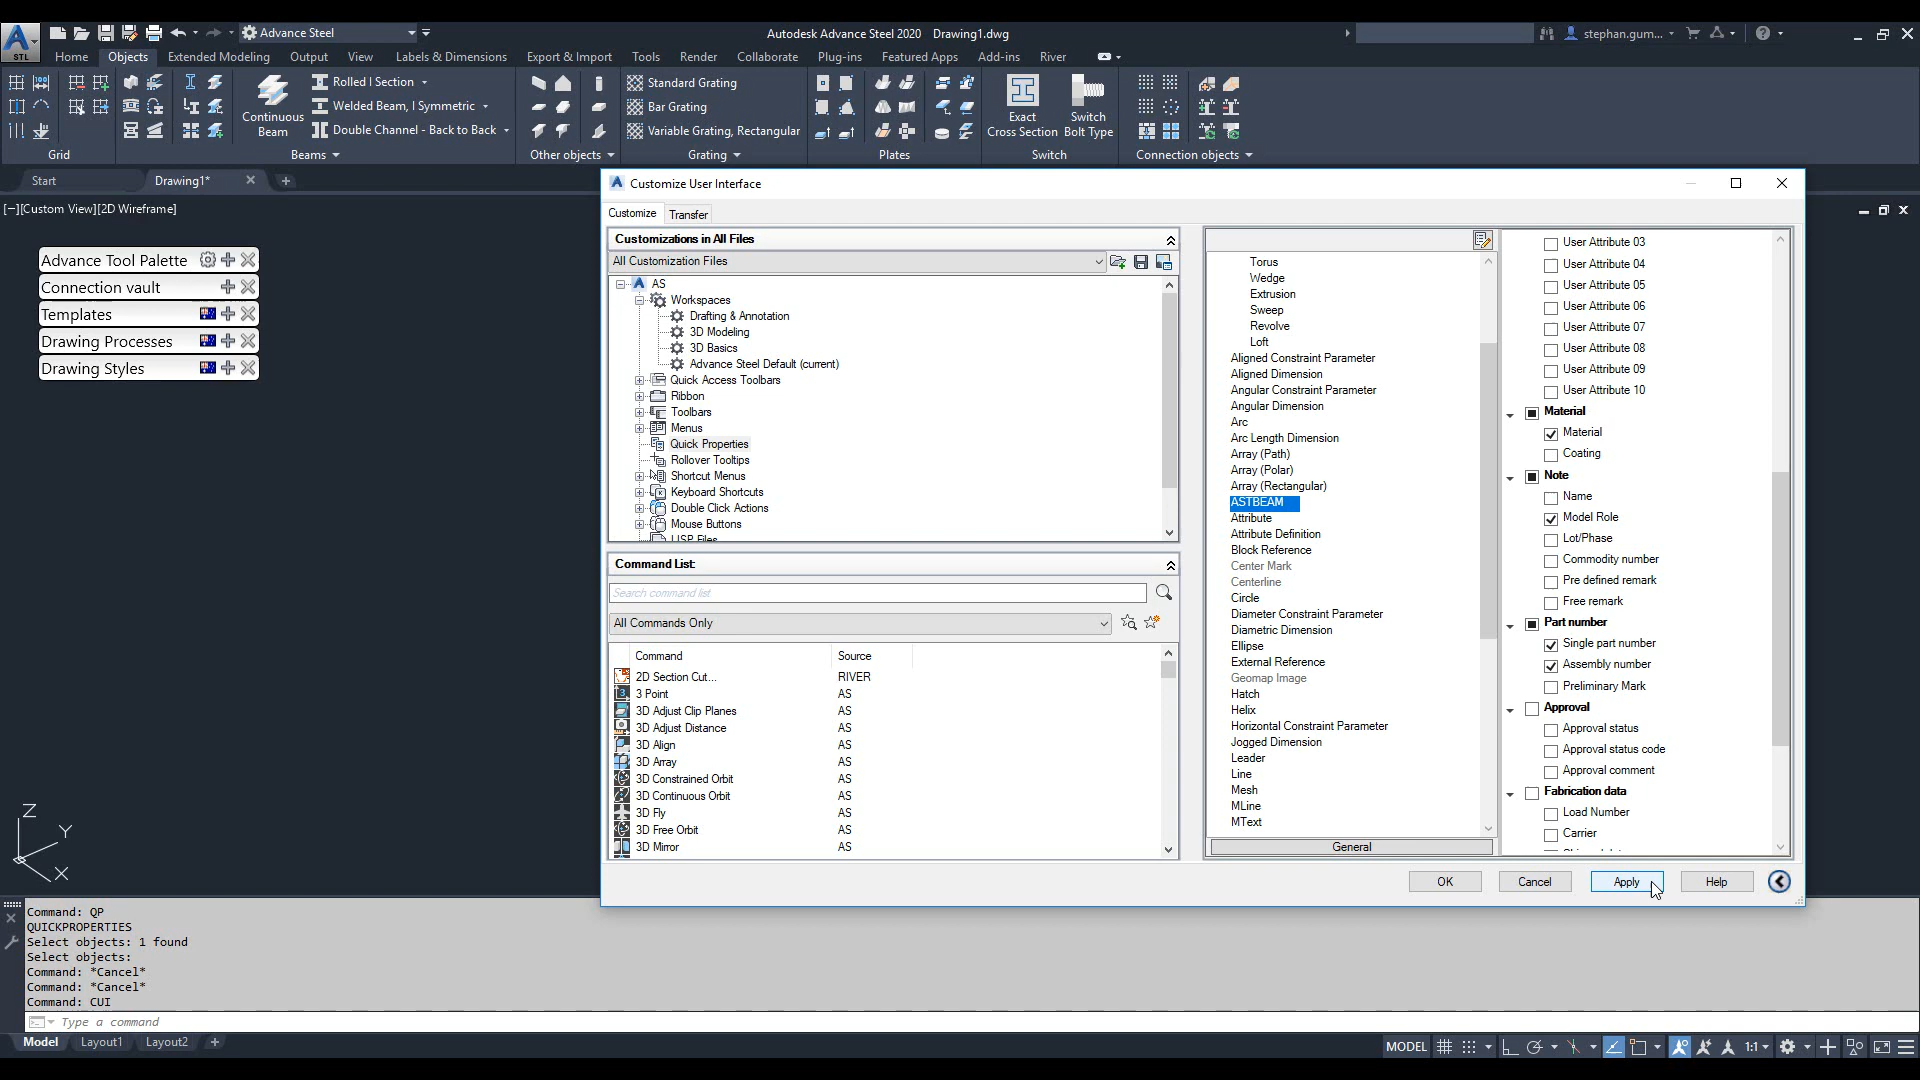 STL
Advance Steel
Autodesk Advance Steel 2020 Drawing1.dwg
stephan.gum...
Home Objects Extended Modeling Output View Labels & Dimensions Export & Import Tools Render Collaborate Plug-ins Featured Apps Add-ins River
Rolled I Section
Welded Beam, I Symmetric
Double Channel - Back to Back
Continuous
Beam
Standard Grating
Bar Grating
Variable Grating, Rectangular
Exact
Cross Section
Switch
Bolt Type
Grid Beams Other objects Grating Plates Switch Connection objects
Start Drawing1*
[−][Custom View][2D Wireframe]
Advance Tool Palette
Connection vault
Templates
Drawing Processes
Drawing Styles
Z
Y
X
Customize User Interface
Customize Transfer
Customizations in All Files
All Customization Files
AS
Workspaces
Drafting & Annotation
3D Modeling
3D Basics
Advance Steel Default (current)
Quick Access Toolbars
Ribbon
Toolbars
Menus
Quick Properties
Rollover Tooltips
Shortcut Menus
Keyboard Shortcuts
Double Click Actions
Mouse Buttons
LISP Files
Command List:
Search command list
All Commands Only
Command Source
2D Section Cut... RIVER
3 Point AS
3D Adjust Clip Planes AS
3D Adjust Distance AS
3D Align AS
3D Array AS
3D Constrained Orbit AS
3D Continuous Orbit AS
3D Fly AS
3D Free Orbit AS
3D Mirror AS
Torus
Wedge
Extrusion
Sweep
Revolve
Loft
Aligned Constraint Parameter
Aligned Dimension
Angular Constraint Parameter
Angular Dimension
Arc
Arc Length Dimension
Array (Path)
Array (Polar)
Array (Rectangular)
ASTBEAM
Attribute
Attribute Definition
Block Reference
Center Mark
Centerline
Circle
Diameter Constraint Parameter
Diametric Dimension
Ellipse
External Reference
Geomap Image
Hatch
Helix
Horizontal Constraint Parameter
Jogged Dimension
Leader
Line
Mesh
MLine
MText
General
User Attribute 03
User Attribute 04
User Attribute 05
User Attribute 06
User Attribute 07
User Attribute 08
User Attribute 09
User Attribute 10
Material
Material
Coating
Note
Name
Model Role
Lot/Phase
Commodity number
Pre defined remark
Free remark
Part number
Single part number
Assembly number
Preliminary Mark
Approval
Approval status
Approval status code
Approval comment
Fabrication data
Load Number
Carrier
OK Cancel Apply Help
Command: QP
QUICKPROPERTIES
Select objects: 1 found
Select objects:
Command: *Cancel*
Command: *Cancel*
Command: CUI
Type a command
Model Layout1 Layout2
MODEL 1:1